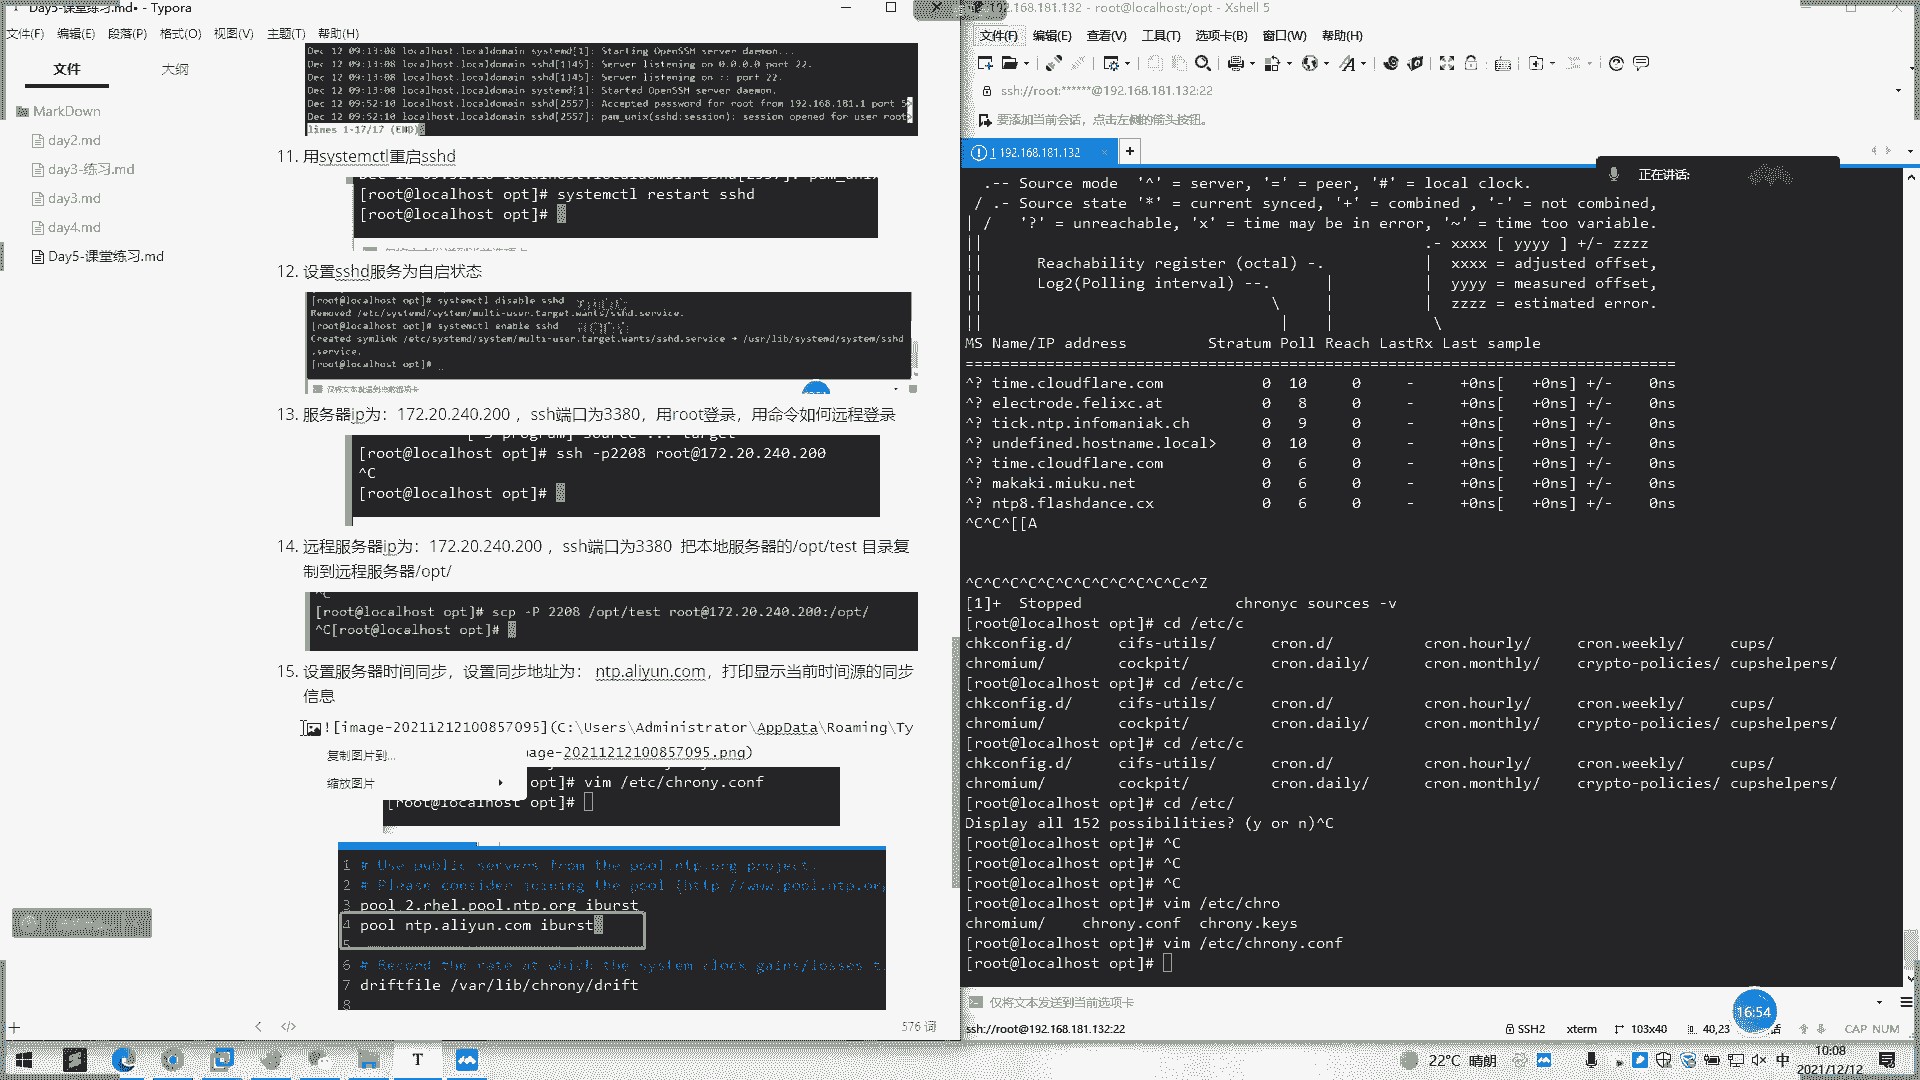 Day5-课堂练习.md• - Typora
文件(F) 编辑(E) 段落(P) 格式(O) 视图(V) 主题(T) 帮助(H)
文件 大纲
MarkDown
day2.md
day3-练习.md
day3.md
day4.md
Day5-课堂练习.md
Dec 12 09:13:08 localhost.localdomain systemd[1]: Starting OpenSSH server daemon...
Dec 12 09:13:08 localhost.localdomain sshd[1145]: Server listening on 0.0.0.0 port 22.
Dec 12 09:13:08 localhost.localdomain sshd[1145]: Server listening on :: port 22.
Dec 12 09:13:08 localhost.localdomain systemd[1]: Started OpenSSH server daemon.
Dec 12 09:52:10 localhost.localdomain sshd[2557]: Accepted password for root from 192.168.181.1 port 5>
Dec 12 09:52:10 localhost.localdomain sshd[2557]: pam_unix(sshd:session): session opened for user root>
lines 1-17/17 (END)
11. 用systemctl重启sshd
[root@localhost opt]# systemctl restart sshd
[root@localhost opt]#
12. 设置sshd服务为自启状态
[root@localhost opt]# systemctl disable sshd
Removed /etc/systemd/system/multi-user.target.wants/sshd.service.
[root@localhost opt]# systemctl enable sshd
Created symlink /etc/systemd/system/multi-user.target.wants/sshd.service → /usr/lib/systemd/system/sshd
.service.
[root@localhost opt]#
仅将文本发送到当前选项卡
13. 服务器ip为：172.20.240.200 ，ssh端口为3380，用root登录，用命令如何远程登录
[root@localhost opt]# ssh -p2208 root@172.20.240.200
^C
[root@localhost opt]#
14. 远程服务器ip为：172.20.240.200 ，ssh端口为3380 把本地服务器的/opt/test 目录复
制到远程服务器/opt/
^C
[root@localhost opt]# scp -P 2208 /opt/test root@172.20.240.200:/opt/
^C[root@localhost opt]#
15. 设置服务器时间同步，设置同步地址为： ntp.aliyun.com，打印显示当前时间源的同步
信息
![image-20211212100857095](C:\Users\Administrator\AppData\Roaming\Ty
age-20211212100857095.png)
复制图片到...
缩放图片
opt]# vim /etc/chrony.conf
[root@localhost opt]#
1 # Use public servers from the pool.ntp.org project.
2 # Please consider joining the pool (http://www.pool.ntp.or
3 pool 2.rhel.pool.ntp.org iburst
4 pool ntp.aliyun.com iburst
5
6 # Record the rate at which the system clock gains/losses t
7 driftfile /var/lib/chrony/drift
8
576 词
192.168.181.132 - root@localhost:/opt - Xshell 5
文件(F) 编辑(E) 查看(V) 工具(T) 选项卡(B) 窗口(W) 帮助(H)
ssh://root:******@192.168.181.132:22
要添加当前会话，点击左侧的箭头按钮。
1 192.168.181.132
正在讲话:
.-- Source mode '^' = server, '=' = peer, '#' = local clock.
/ .- Source state '*' = current synced, '+' = combined , '-' = not combined,
| / '?' = unreachable, 'x' = time may be in error, '~' = time too variable.
|| .- xxxx [ yyyy ] +/- zzzz
|| Reachability register (octal) -. | xxxx = adjusted offset,
|| Log2(Polling interval) --. | | yyyy = measured offset,
|| \ | | zzzz = estimated error.
|| | | \
MS Name/IP address Stratum Poll Reach LastRx Last sample
===============================================================================
^? time.cloudflare.com 0 10 0 - +0ns[ +0ns] +/- 0ns
^? electrode.felixc.at 0 8 0 - +0ns[ +0ns] +/- 0ns
^? tick.ntp.infomaniak.ch 0 9 0 - +0ns[ +0ns] +/- 0ns
^? undefined.hostname.local> 0 10 0 - +0ns[ +0ns] +/- 0ns
^? time.cloudflare.com 0 6 0 - +0ns[ +0ns] +/- 0ns
^? makaki.miuku.net 0 6 0 - +0ns[ +0ns] +/- 0ns
^? ntp8.flashdance.cx 0 6 0 - +0ns[ +0ns] +/- 0ns
^C^C^[[A
^C^C^C^C^C^C^C^C^C^C^C^Cc^Z
[1]+ Stopped chronyc sources -v
[root@localhost opt]# cd /etc/c
chkconfig.d/ cifs-utils/ cron.d/ cron.hourly/ cron.weekly/ cups/
chromium/ cockpit/ cron.daily/ cron.monthly/ crypto-policies/ cupshelpers/
[root@localhost opt]# cd /etc/c
chkconfig.d/ cifs-utils/ cron.d/ cron.hourly/ cron.weekly/ cups/
chromium/ cockpit/ cron.daily/ cron.monthly/ crypto-policies/ cupshelpers/
[root@localhost opt]# cd /etc/c
chkconfig.d/ cifs-utils/ cron.d/ cron.hourly/ cron.weekly/ cups/
chromium/ cockpit/ cron.daily/ cron.monthly/ crypto-policies/ cupshelpers/
[root@localhost opt]# cd /etc/
Display all 152 possibilities? (y or n)^C
[root@localhost opt]# ^C
[root@localhost opt]# ^C
[root@localhost opt]# ^C
[root@localhost opt]# vim /etc/chro
chromium/ chrony.conf chrony.keys
[root@localhost opt]# vim /etc/chrony.conf
[root@localhost opt]#
仅将文本发送到当前选项卡
16:54
ssh://root@192.168.181.132:22 SSH2 xterm 103x40 40,23 话 CAP NUM
22°C 晴朗 中 10:08
2021/12/12